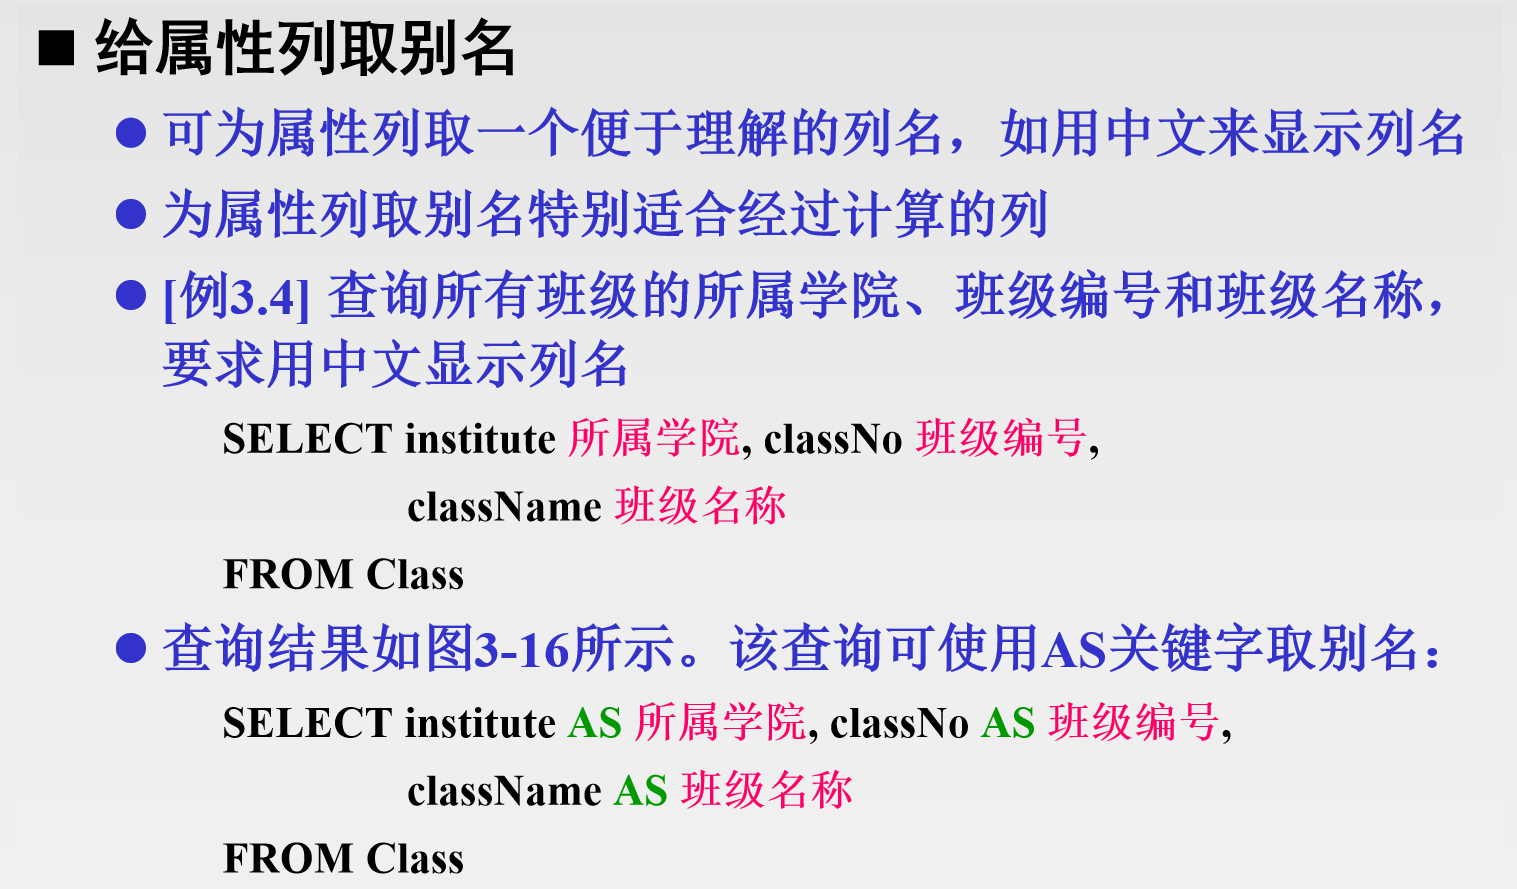 ■ 给属性列取别名
● 可为属性列取一个便于理解的列名，如用中文来显示列名
● 为属性列取别名特别适合经过计算的列
● [例3.4] 查询所有班级的所属学院、班级编号和班级名称，
要求用中文显示列名
SELECT institute 所属学院, classNo 班级编号,
className 班级名称
FROM Class
● 查询结果如图3-16所示。该查询可使用AS关键字取别名：
SELECT institute AS 所属学院, classNo AS 班级编号,
className AS 班级名称
FROM Class